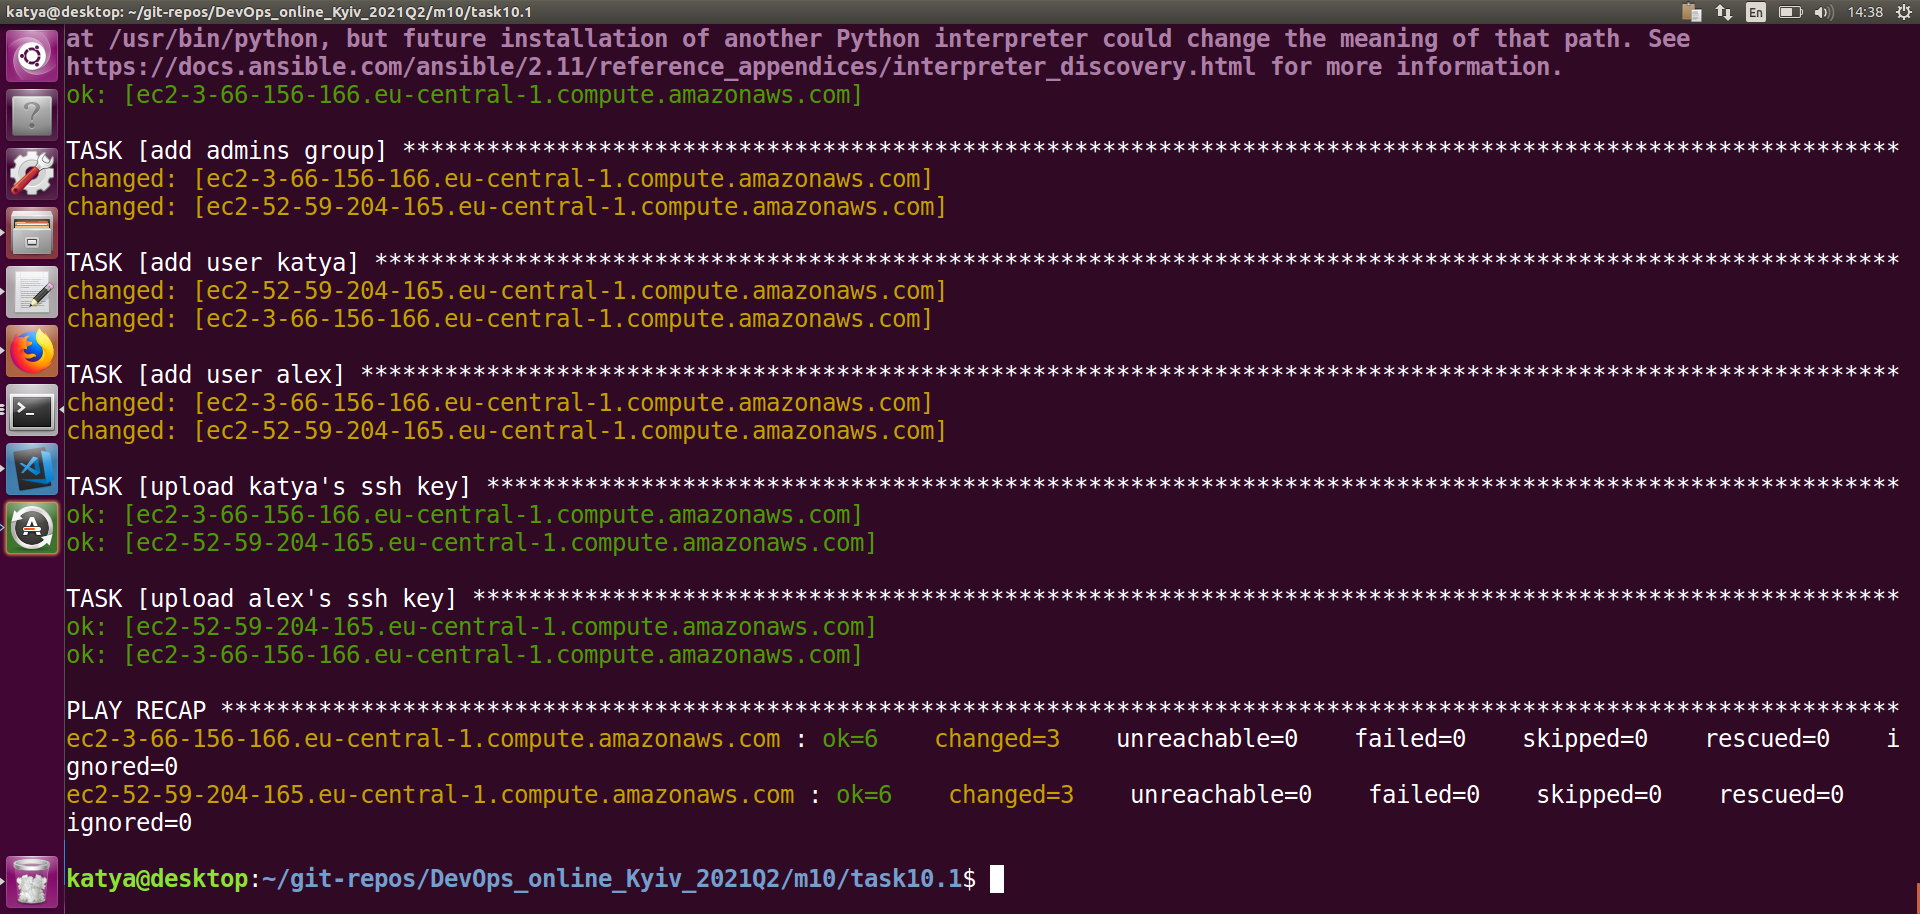 katya@desktop: ~/git-repos/DevOps_online_Kyiv_2021Q2/m10/task10.1
En
14:38
at /usr/bin/python, but future installation of another Python interpreter could change the meaning of that path. See
https://docs.ansible.com/ansible/2.11/reference_appendices/interpreter_discovery.html for more information.
ok: [ec2-3-66-156-166.eu-central-1.compute.amazonaws.com]
TASK [add admins group] ***********************************************************************************************************
changed: [ec2-3-66-156-166.eu-central-1.compute.amazonaws.com]
changed: [ec2-52-59-204-165.eu-central-1.compute.amazonaws.com]
TASK [add user katya] *************************************************************************************************************
changed: [ec2-52-59-204-165.eu-central-1.compute.amazonaws.com]
changed: [ec2-3-66-156-166.eu-central-1.compute.amazonaws.com]
TASK [add user alex] **************************************************************************************************************
changed: [ec2-3-66-156-166.eu-central-1.compute.amazonaws.com]
changed: [ec2-52-59-204-165.eu-central-1.compute.amazonaws.com]
TASK [upload katya's ssh key] *****************************************************************************************************
ok: [ec2-3-66-156-166.eu-central-1.compute.amazonaws.com]
ok: [ec2-52-59-204-165.eu-central-1.compute.amazonaws.com]
TASK [upload alex's ssh key] ******************************************************************************************************
ok: [ec2-52-59-204-165.eu-central-1.compute.amazonaws.com]
ok: [ec2-3-66-156-166.eu-central-1.compute.amazonaws.com]
PLAY RECAP ************************************************************************************************************************
ec2-3-66-156-166.eu-central-1.compute.amazonaws.com : ok=6    changed=3    unreachable=0    failed=0    skipped=0    rescued=0    i
gnored=0
ec2-52-59-204-165.eu-central-1.compute.amazonaws.com : ok=6    changed=3    unreachable=0    failed=0    skipped=0    rescued=0
ignored=0
katya@desktop:~/git-repos/DevOps_online_Kyiv_2021Q2/m10/task10.1$